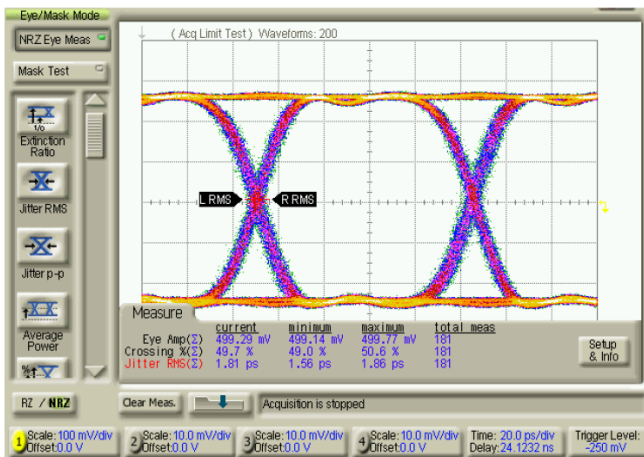 Eye/Mask Mode
NRZ Eye Meas
Mask Test
1/0
Extinction
Ratio
Jitter RMS
Jitter p-p
Average
Power
( Acq Limit Test ) Waveforms: 200
L RMS
R RMS
Measure
current minimum maximum total meas
Eye Amp(Σ) 499.29 mV 499.14 mV 499.77 mV 181
Crossing %(Σ) 49.7 % 49.0 % 50.6 % 181
Jitter RMS(Σ) 1.81 ps 1.56 ps 1.86 ps 181
Setup
& Info
RZ / NRZ
Clear Meas.
Acquisition is stopped
1 Scale: 100 mV/div
Offset:0.0 V
2 Scale: 10.0 mV/div
Offset:0.0 V
3 Scale: 10.0 mV/div
Offset:0.0 V
4 Scale: 10.0 mV/div
Offset:0.0 V
Time: 20.0 ps/div
Delay:24.1232 ns
Trigger Level:
-250 mV